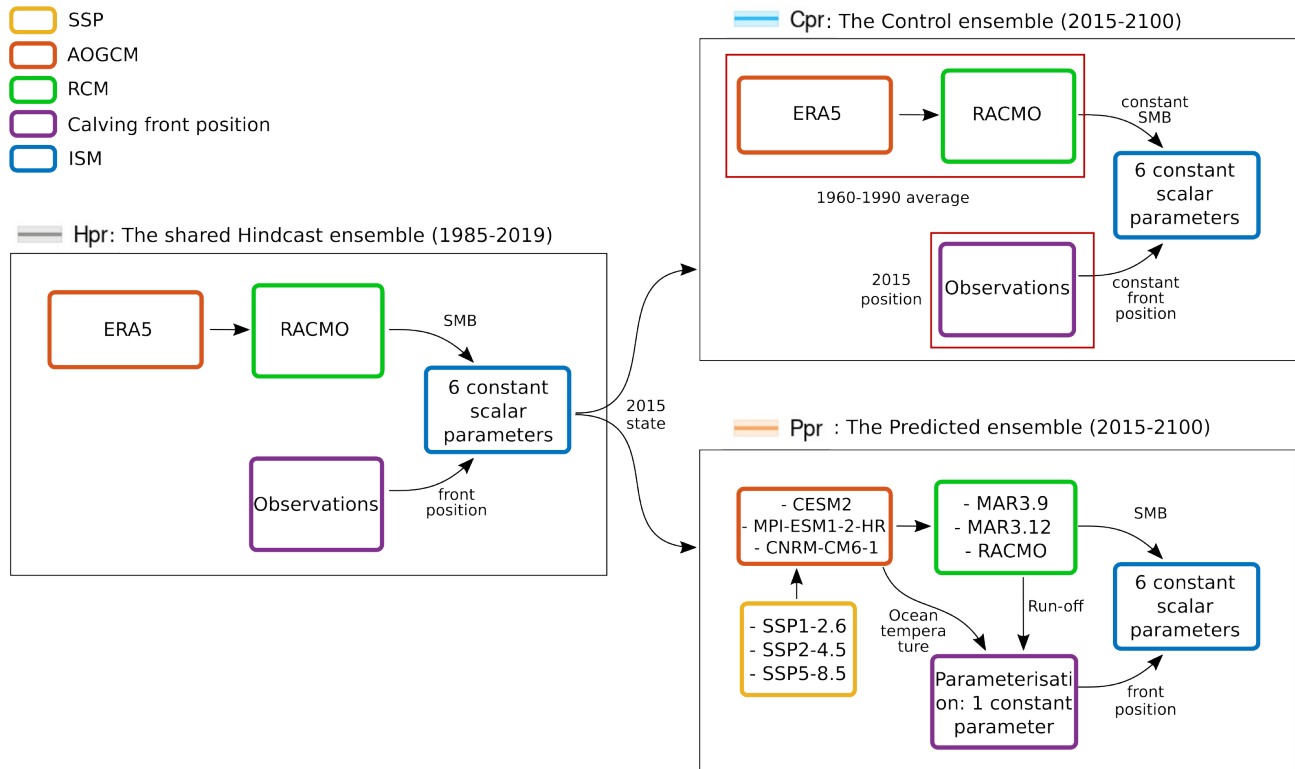 SSP
AOGCM
RCM
Calving front position
ISM
Hpr: The shared Hindcast ensemble (1985-2019)
ERA5
RACMO
SMB
6 constant
scalar
parameters
Observations
front
position
2015
state
Cpr: The Control ensemble (2015-2100)
ERA5
RACMO
constant
SMB
1960-1990 average
6 constant
scalar
parameters
2015
position
Observations
constant
front
position
Ppr : The Predicted ensemble (2015-2100)
- CESM2
- MPI-ESM1-2-HR
- CNRM-CM6-1
- MAR3.9
- MAR3.12
- RACMO
SMB
- SSP1-2.6
- SSP2-4.5
- SSP5-8.5
Ocean
tempera
ture
Run-off
6 constant
scalar
parameters
Parameterisati
on: 1 constant
parameter
front
position